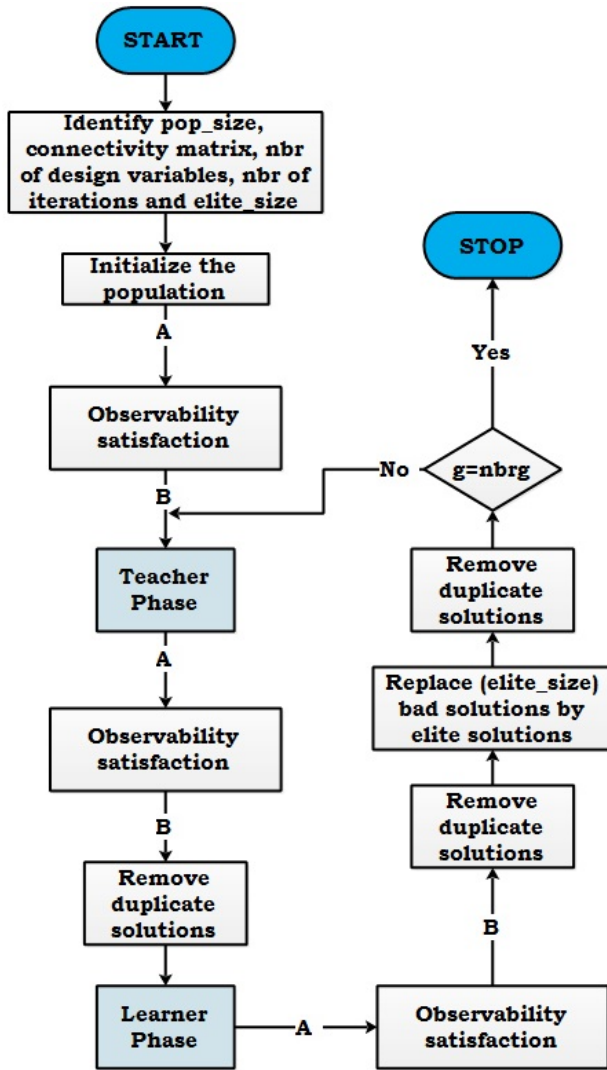 START
Identify pop_size,
connectivity matrix, nbr
of design variables, nbr of
iterations and elite_size
Initialize the
population
A
Observability
satisfaction
B
Teacher
Phase
A
Observability
satisfaction
B
Remove
duplicate
solutions
Learner
Phase
A
Observability
satisfaction
B
Remove
duplicate
solutions
Replace (elite_size)
bad solutions by
elite solutions
Remove
duplicate
solutions
g=nbrg
No
Yes
STOP